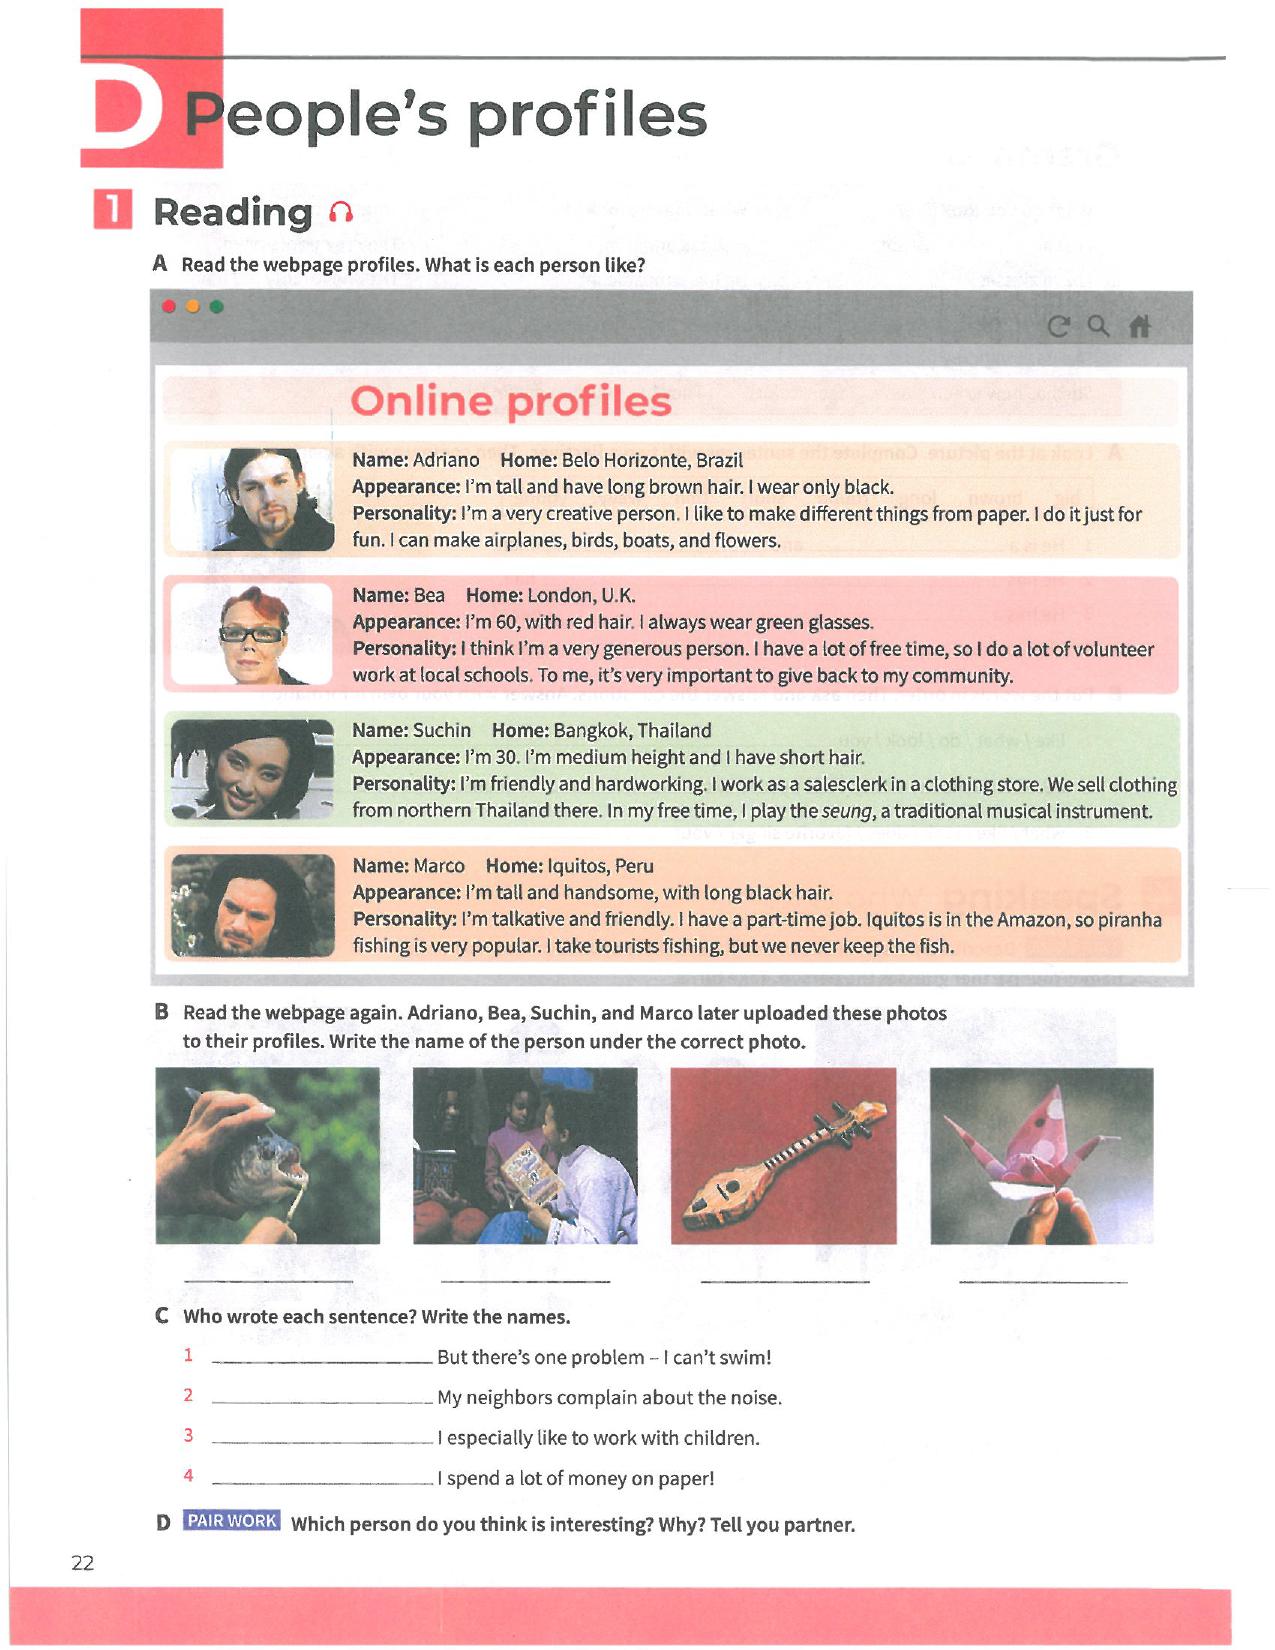 D People's profiles
1 Reading
A Read the webpage profiles. What is each person like?
Online profiles
Name: Adriano Home: Belo Horizonte, Brazil
Appearance: I'm tall and have long brown hair. I wear only black.
Personality: I'm a very creative person. I like to make different things from paper. I do it just for
fun. I can make airplanes, birds, boats, and flowers.
Name: Bea Home: London, U.K.
Appearance: I'm 60, with red hair. I always wear green glasses.
Personality: I think I'm a very generous person. I have a lot of free time, so I do a lot of volunteer
work at local schools. To me, it's very important to give back to my community.
Name: Suchin Home: Bangkok, Thailand
Appearance: I'm 30. I'm medium height and I have short hair.
Personality: I'm friendly and hardworking. I work as a salesclerk in a clothing store. We sell clothing
from northern Thailand there. In my free time, I play the seung, a traditional musical instrument.
Name: Marco Home: Iquitos, Peru
Appearance: I'm tall and handsome, with long black hair.
Personality: I'm talkative and friendly. I have a part-time job. Iquitos is in the Amazon, so piranha
fishing is very popular. I take tourists fishing, but we never keep the fish.
B Read the webpage again. Adriano, Bea, Suchin, and Marco later uploaded these photos
to their profiles. Write the name of the person under the correct photo.
C Who wrote each sentence? Write the names.
1 But there's one problem – I can't swim!
2 My neighbors complain about the noise.
3 I especially like to work with children.
4 I spend a lot of money on paper!
D PAIR WORK Which person do you think is interesting? Why? Tell you partner.
22